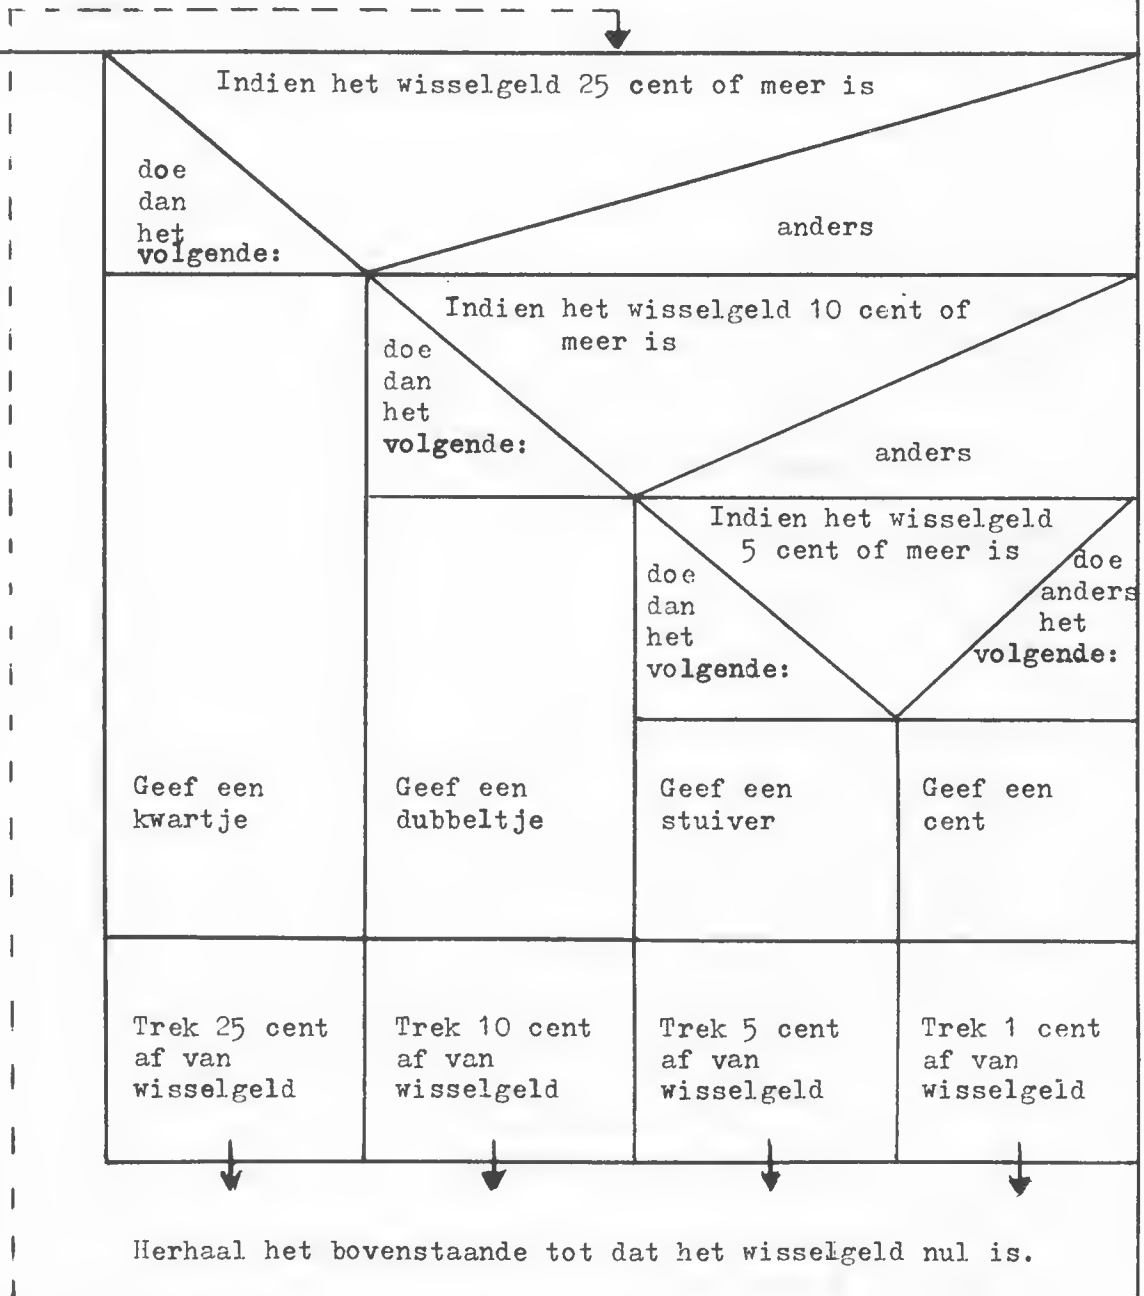 Indien het wisselgeld 25 cent of meer is
doe
dan
het
volgende:
anders
Indien het wisselgeld 10 cent of
meer is
doe
dan
het
volgende:
anders
Indien het wisselgeld
5 cent of meer is
doe
dan
het
volgende:
doe
anders
het
volgende:
Geef een
kwartje
Geef een
dubbeltje
Geef een
stuiver
Geef een
cent
Trek 25 cent
af van
wisselgeld
Trek 10 cent
af van
wisselgeld
Trek 5 cent
af van
wisselgeld
Trek 1 cent
af van
wisselgeld
Herhaal het bovenstaande tot dat het wisselgeld nul is.